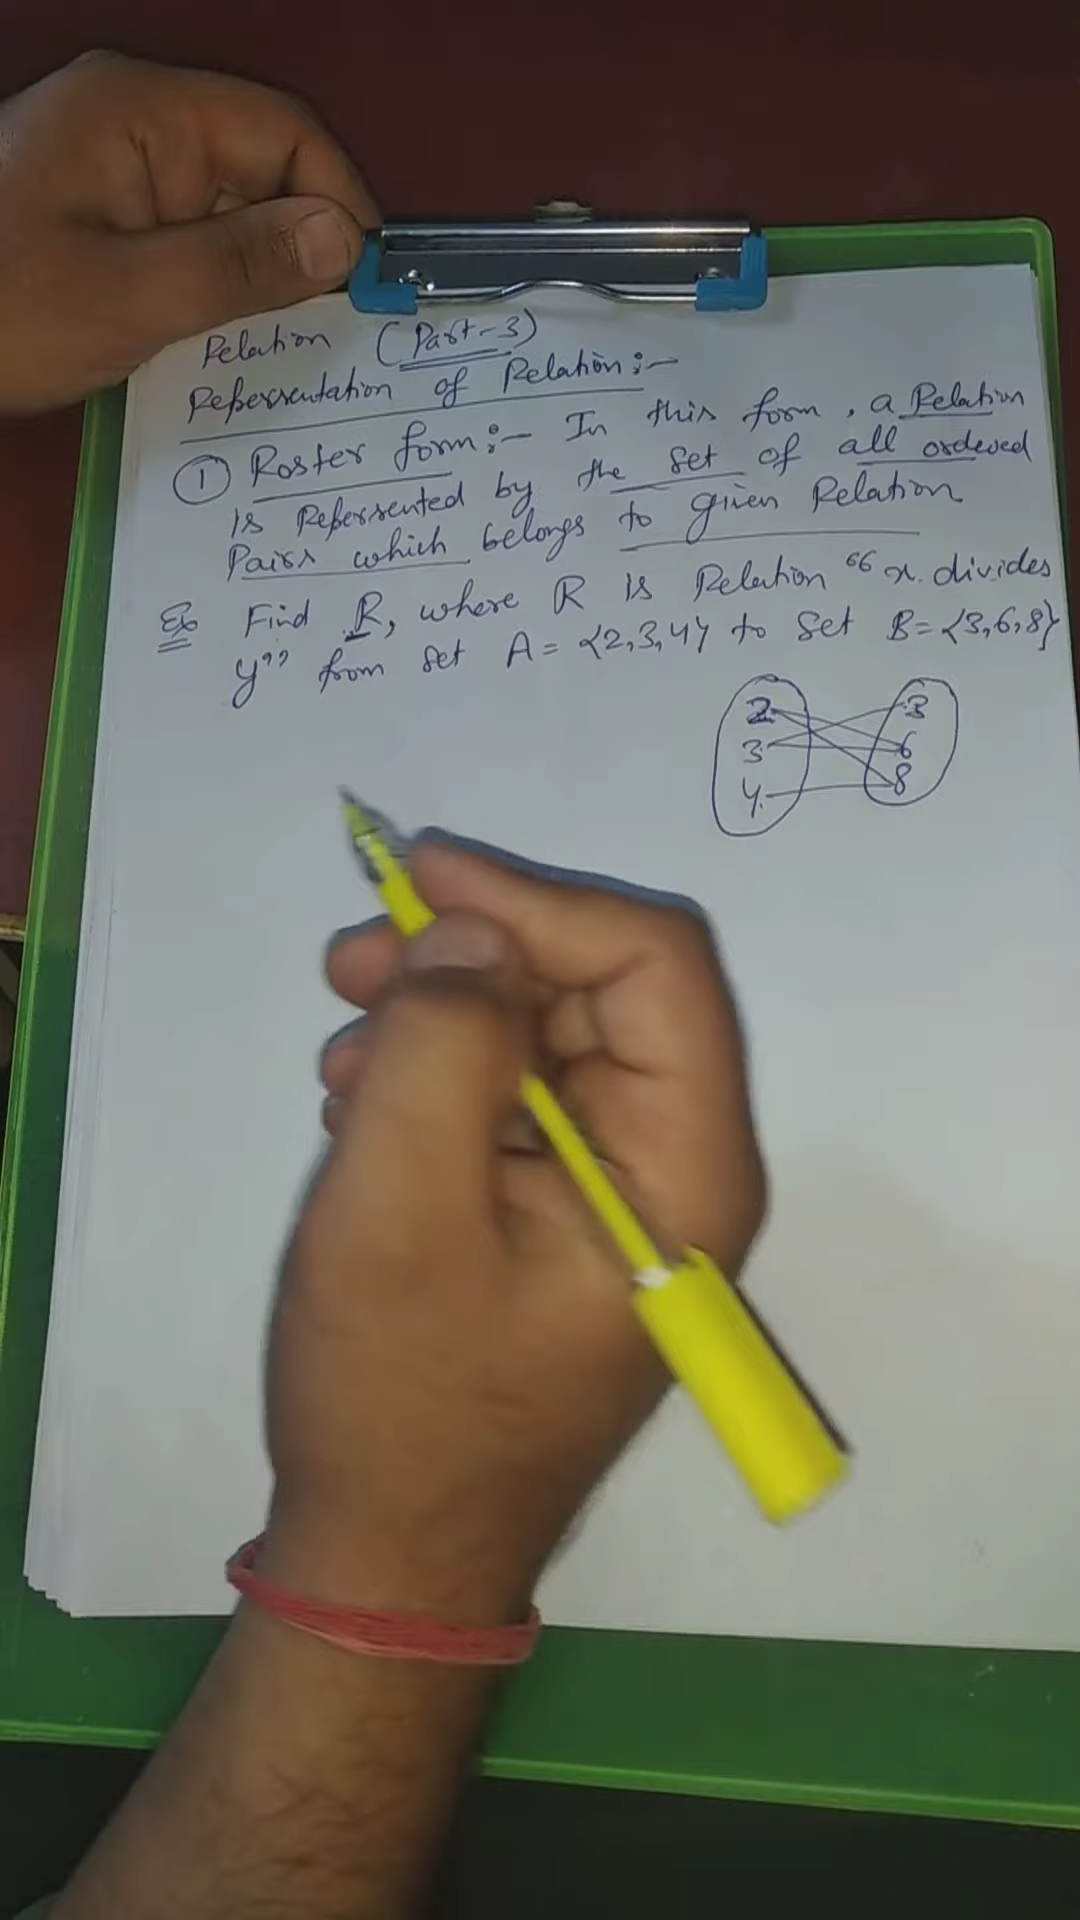 Relation (Part-3)
Representation of Relation:-
① Roster form:- In this form, a Relation
is Represented by the set of all ordered
Pairs which belongs to given Relation
Ex Find R, where R is Relation "x divides
y" from set A = {2,3,4} to set B = {3,6,8}
2 3
3 6
4 8